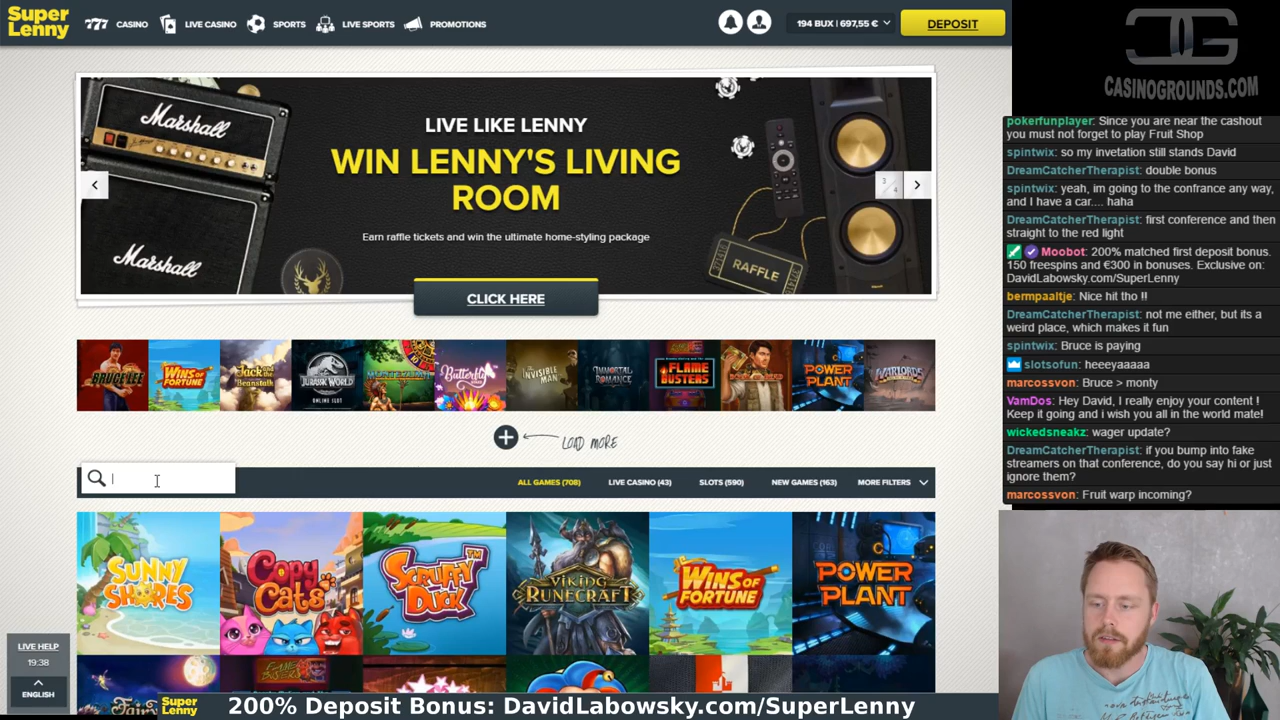 Super
Lenny
777 CASINO
LIVE CASINO
SPORTS
LIVE SPORTS
PROMOTIONS
194 BUX | 697,55 €
DEPOSIT
CG
CASINOGROUNDS.COM
Marshall
Marshall
LIVE LIKE LENNY
WIN LENNY'S LIVING
ROOM
Earn raffle tickets and win the ultimate home-styling package
RAFFLE
3
4
CLICK HERE
BRUCE LEE
WINS OF
FORTUNE
Jack
and the
Beanstalk
JURASSIC WORLD
ONLINE SLOT
Butterfly
THE
INVISIBLE
MAN
IMMORTAL
ROMANCE
FLAME
BUSTERS
POWER
PLANT
WARLORDS
LOAD MORE
ALL GAMES (708)
LIVE CASINO (43)
SLOTS (590)
NEW GAMES (163)
MORE FILTERS
SUNNY
SHORES
Copy
Cats
SCRUFFY
DUCK™
VIKING
RUNECRAFT
WINS OF
FORTUNE
POWER
PLANT
LIVE HELP
19:38
ENGLISH
pokerfunplayer: Since you are near the cashout
you must not forget to play Fruit Shop
spintwix: so my invetation still stands David
DreamCatcherTherapist: double bonus
spintwix: yeah, im going to the confrance any way,
and I have a car.... haha
DreamCatcherTherapist: first conference and then
straight to the red light
Moobot: 200% matched first deposit bonus.
150 freespins and €300 in bonuses. Exclusive on:
DavidLabowsky.com/SuperLenny
bermpaaltje: Nice hit tho !!
DreamCatcherTherapist: not me either, but its a
weird place, which makes it fun
spintwix: Bruce is paying
slotsofun: heeeyaaaaa
marcossvon: Bruce > monty
VamDos: Hey David, I really enjoy your content !
Keep it going and i wish you all in the world mate!
wickedsneakz: wager update?
DreamCatcherTherapist: if you bump into fake
streamers on that conference, do you say hi or just
ignore them?
marcossvon: Fruit warp incoming?
Super
Lenny
200% Deposit Bonus: DavidLabowsky.com/SuperLenny